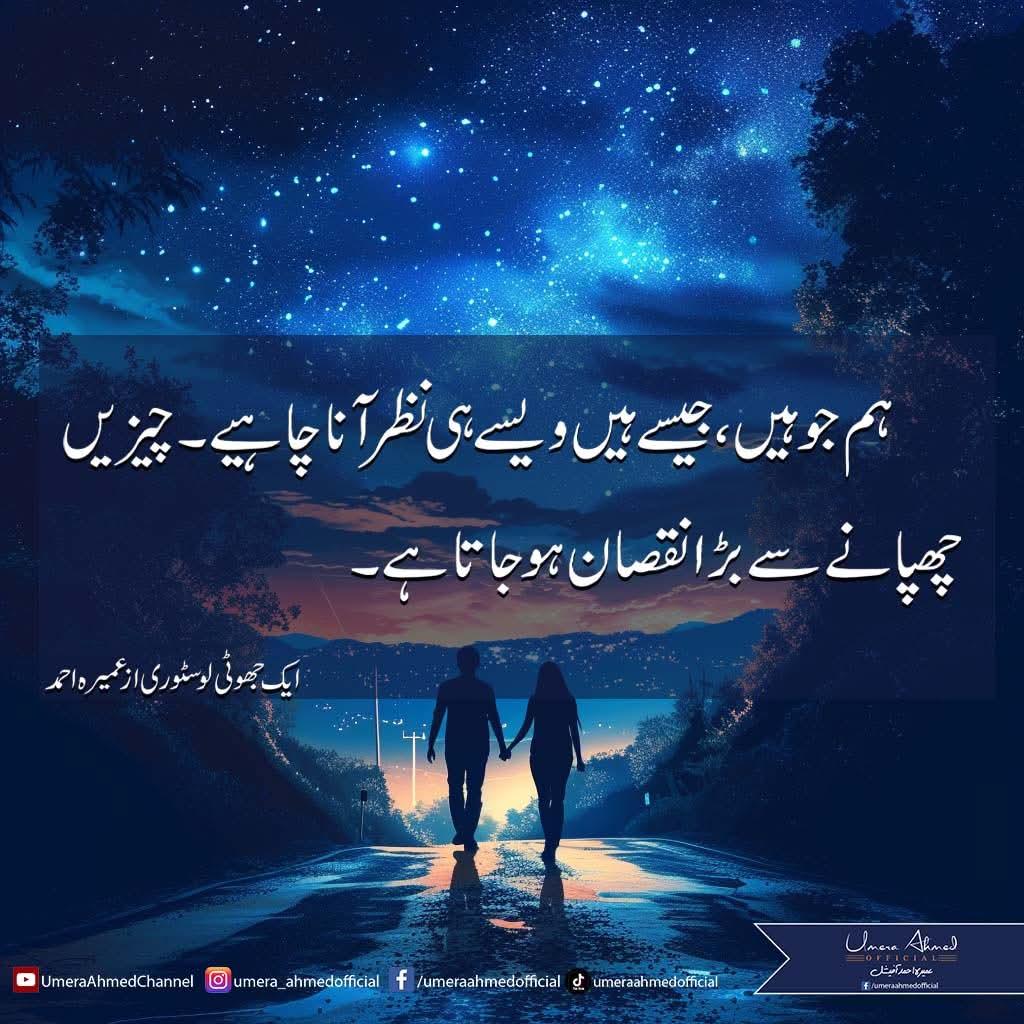 ہم جو ہیں، جیسے ہیں ویسے ہی نظر آنا چاہیے۔ چیزیں
چھپانے سے بڑا نقصان ہو جاتا ہے۔
ایک جھوٹی لو سٹوری از عمیرہ احمد
Umera Ahmed
OFFICIAL
عمیرہ احمد آفیشل
/umeraahmedofficial
UmeraAhmedChannel umera_ahmedofficial /umeraahmedofficial umeraahmedofficial